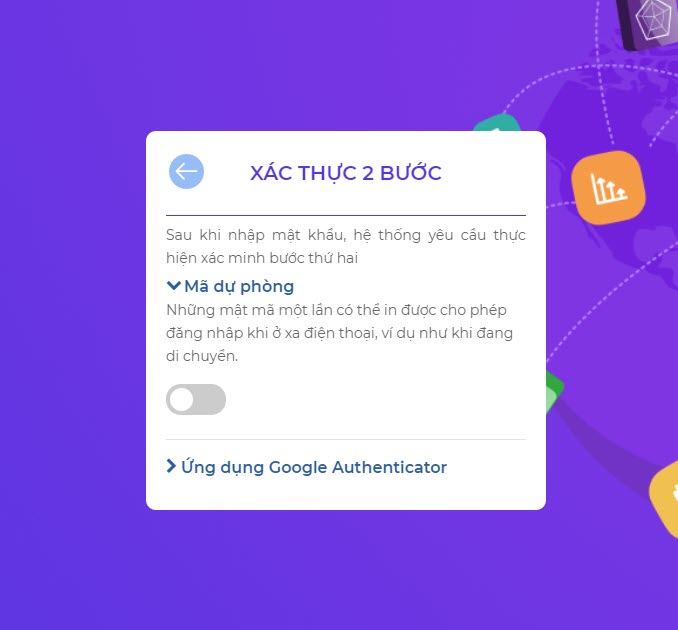 XÁC THỰC 2 BƯỚC
Sau khi nhập mật khẩu, hệ thống yêu cầu thực
hiện xác minh bước thứ hai
Mã dự phòng
Những mật mã một lần có thể in được cho phép
đăng nhập khi ở xa điện thoại, ví dụ như khi đang
di chuyển.
Ứng dụng Google Authenticator